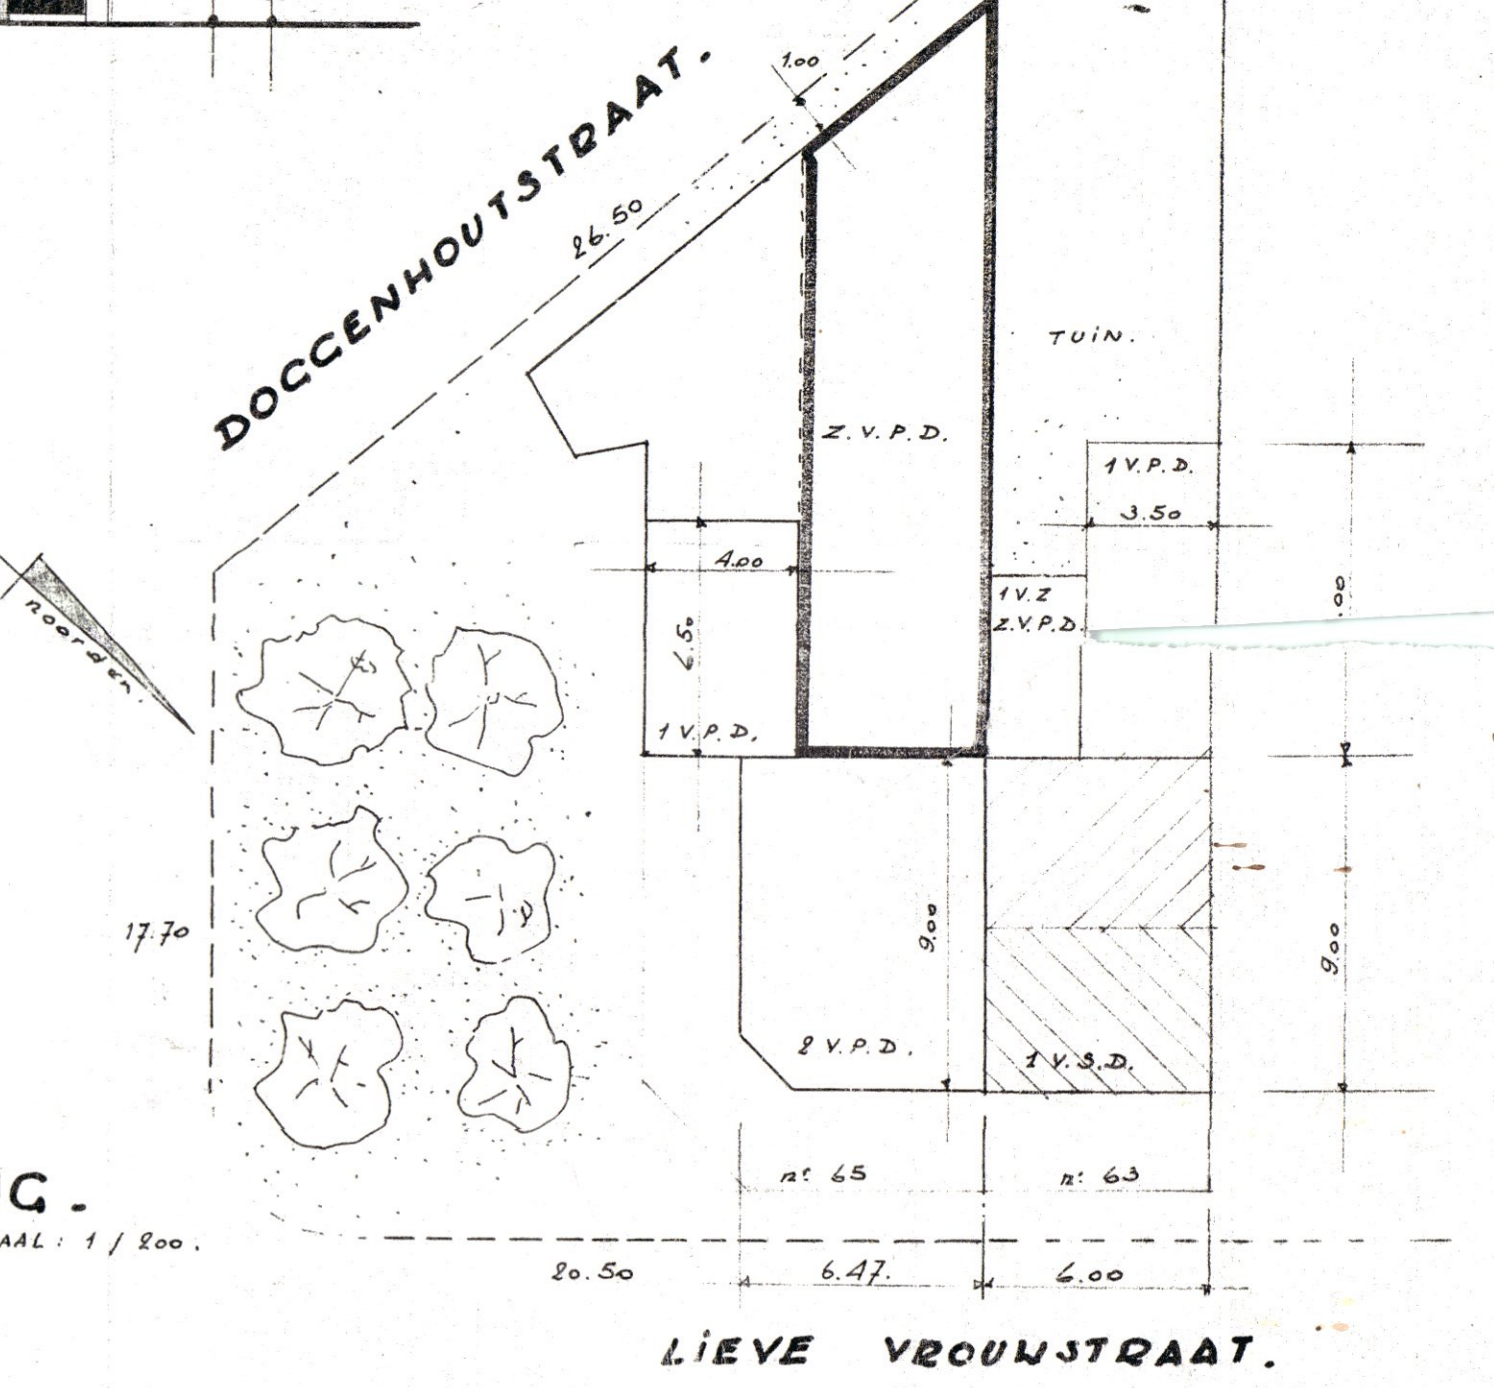 DOCCENHOUTSTRAAT.
1.00
26.50
TUiN.
Z.V.P.D.
1 V.P.D.
3.50
4.00
6.50
1 V.P.D.
1 V.Z
Z.V.P.D.
.00
noorden.
17.70
9.00
9.00
2 V.P.D.
1 V.S.D.
nr: 65
n: 63
G.
AAL: 1 / 200.
20.50
6.47.
6.00
LiEVE VROUWSTRAAT.